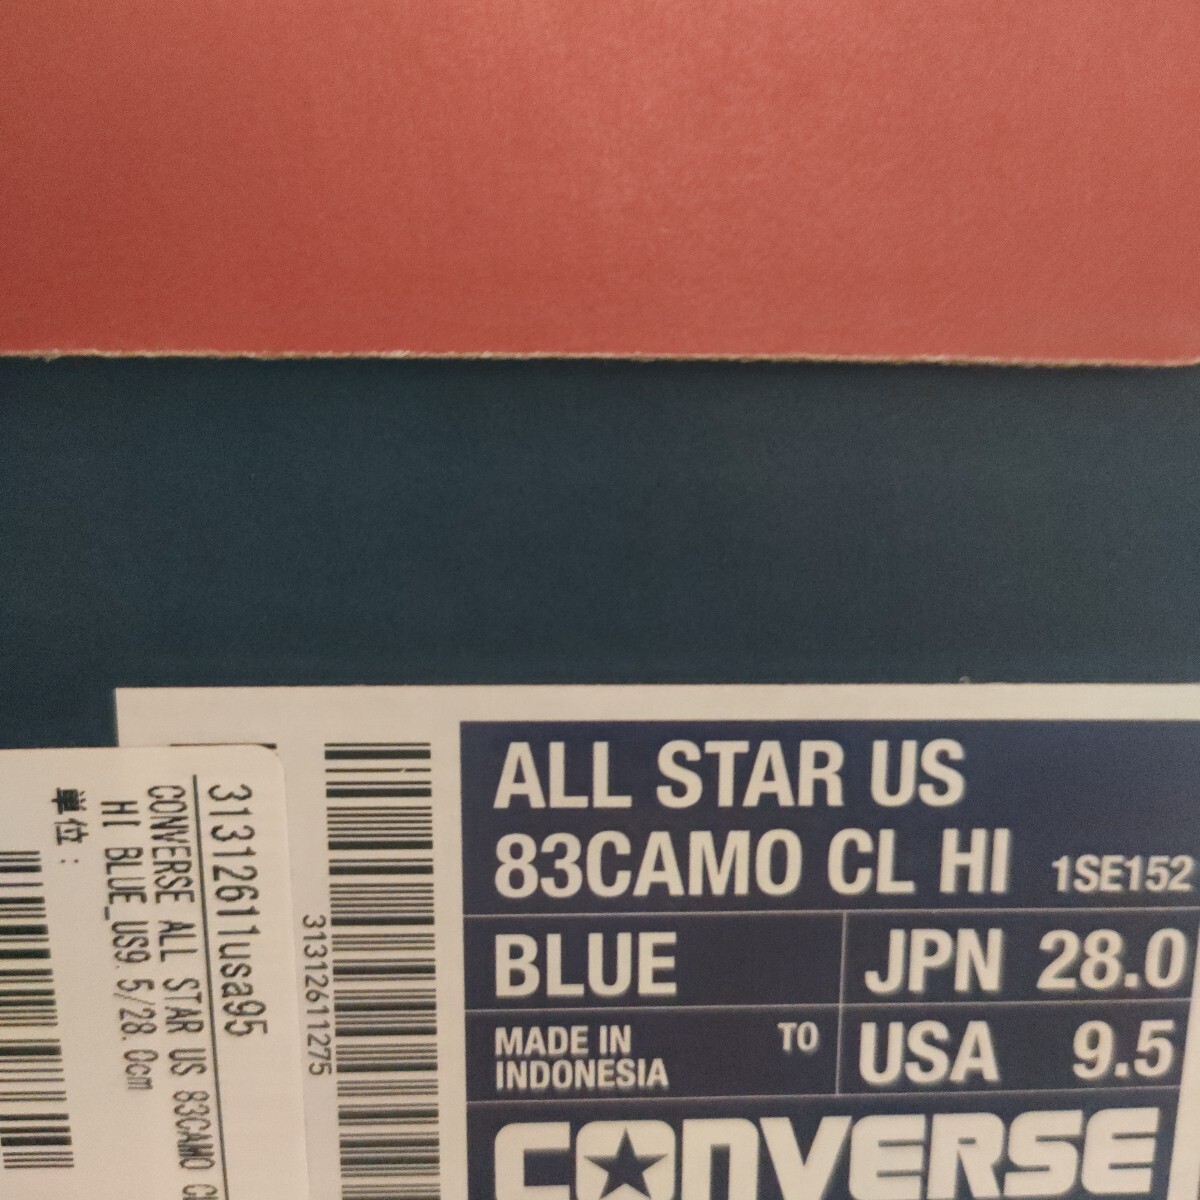 ALL STAR US
83CAMO CL HI 1SE152
BLUE
JPN 28.0
MADE IN
INDONESIA
TO
USA 9.5
CONVERSE
31312611275
31312611usa95
CONVERSE ALL STAR US 83CAMO
HI BLUE_US9.5/28.0cm
単位: